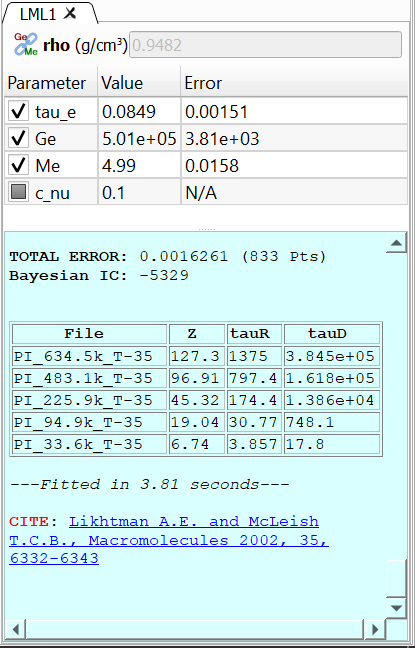 LML1
Ge Me rho (g/cm³) 0.9482
Parameter Value Error
tau_e 0.0849 0.00151
Ge 5.01e+05 3.81e+03
Me 4.99 0.0158
c_nu 0.1 N/A
TOTAL ERROR: 0.0016261 (833 Pts)
Bayesian IC: -5329
File Z tauR tauD
PI_634.5k_T-35 127.3 1375 3.845e+05
PI_483.1k_T-35 96.91 797.4 1.618e+05
PI_225.9k_T-35 45.32 174.4 1.386e+04
PI_94.9k_T-35 19.04 30.77 748.1
PI_33.6k_T-35 6.74 3.857 17.8
---Fitted in 3.81 seconds---
CITE: Likhtman A.E. and McLeish
T.C.B., Macromolecules 2002, 35,
6332-6343